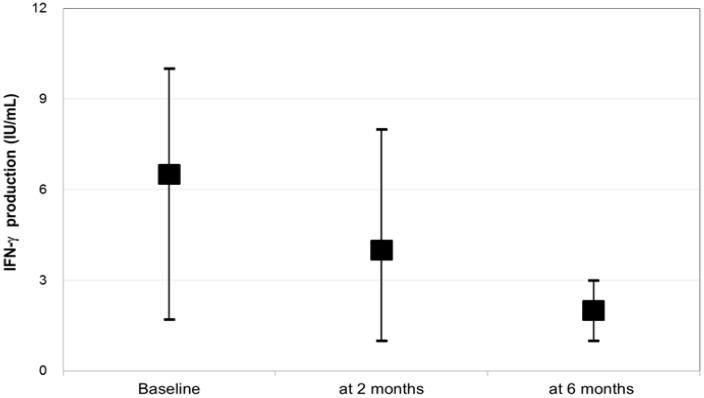 12
9
6
3
0
IFN-γ production (IU/mL)
Baseline
at 2 months
at 6 months